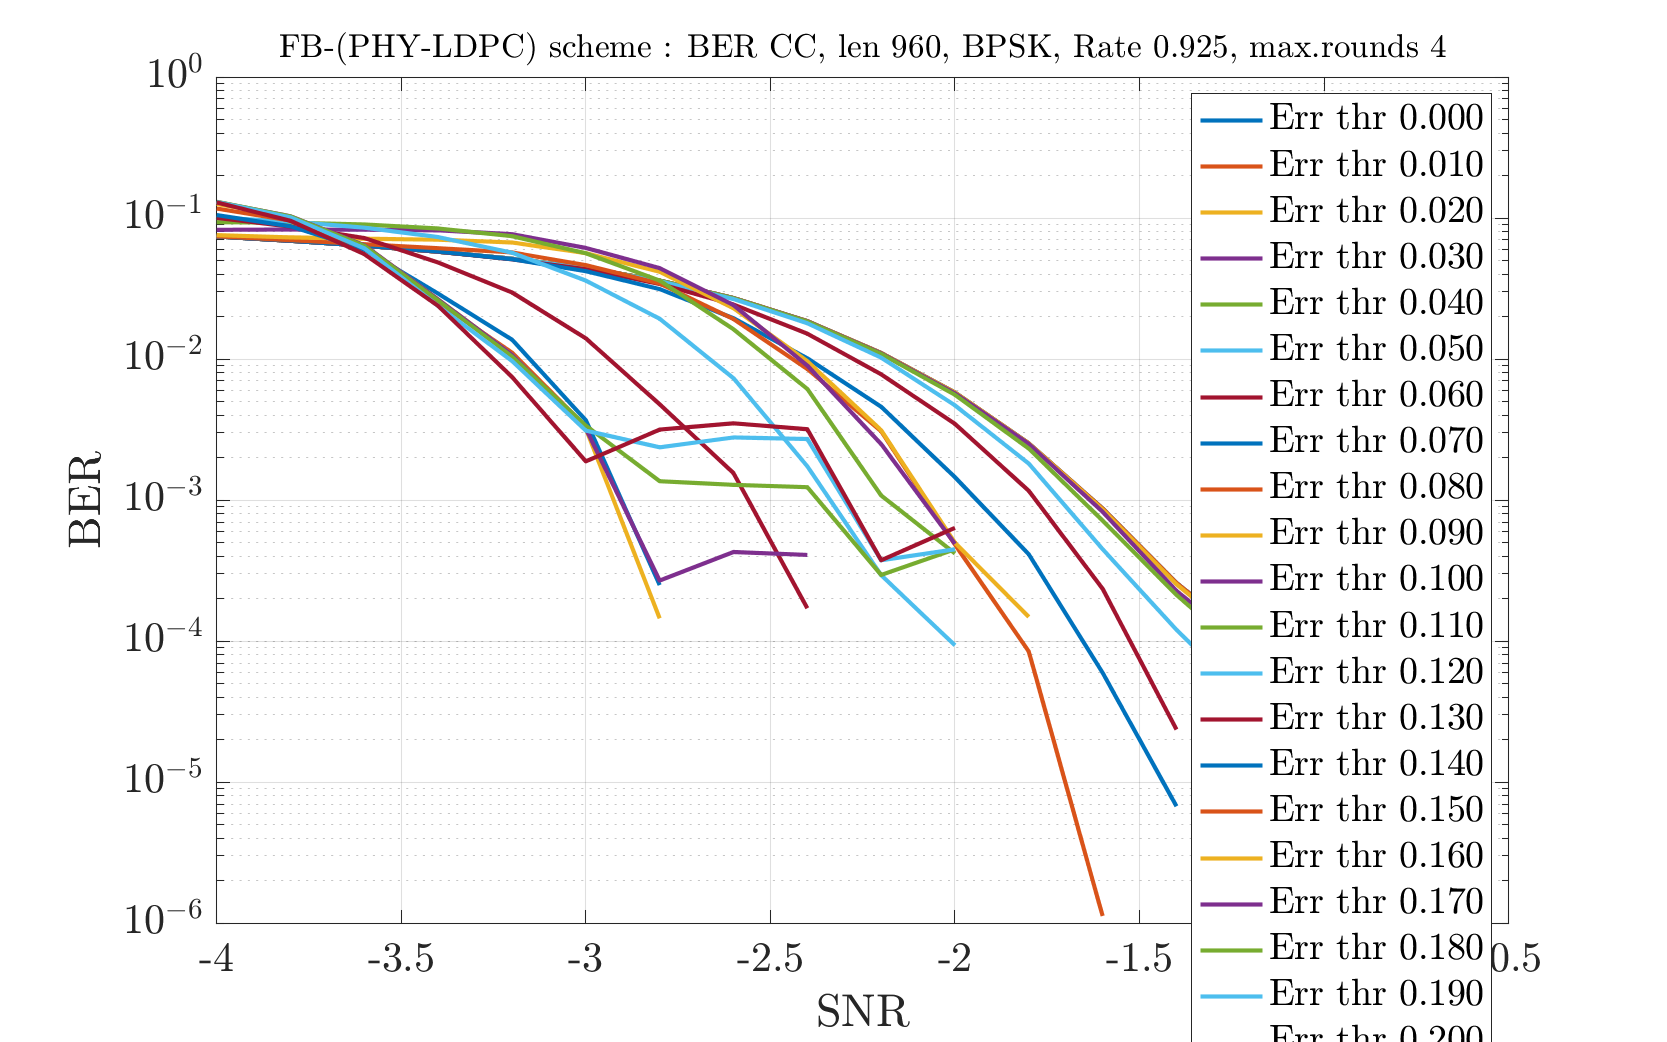 FB-(PHY-LDPC) scheme : BER CC, len 960, BPSK, Rate 0.925, max.rounds 4
10^0
10^-1
10^-2
10^-3
10^-4
10^-5
10^-6
BER
-4
-3.5
-3
-2.5
-2
-1.5
0.5
SNR
Err thr 0.000
Err thr 0.010
Err thr 0.020
Err thr 0.030
Err thr 0.040
Err thr 0.050
Err thr 0.060
Err thr 0.070
Err thr 0.080
Err thr 0.090
Err thr 0.100
Err thr 0.110
Err thr 0.120
Err thr 0.130
Err thr 0.140
Err thr 0.150
Err thr 0.160
Err thr 0.170
Err thr 0.180
Err thr 0.190
Err thr 0.200